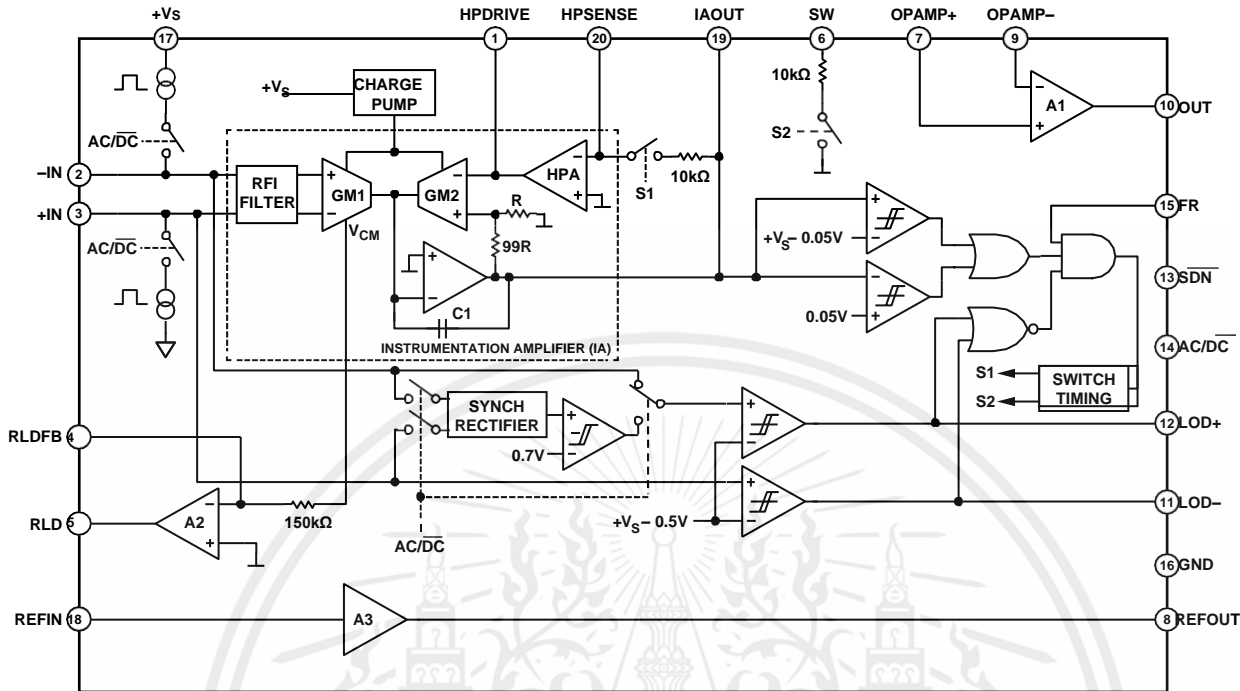 +VS
HPDRIVE
HPSENSE
IAOUT
SW
OPAMP+
OPAMP–
17
1
20
19
6
7
9
10kΩ
+VS
CHARGE
PUMP
A1
10
OUT
AC/DC
S2
–IN
2
RFI
FILTER
GM1
GM2
HPA
10kΩ
S1
+IN
3
VCM
R
99R
15
FR
AC/DC
+VS – 0.05V
13
SDN
C1
0.05V
INSTRUMENTATION AMPLIFIER (IA)
14
AC/DC
S1
S2
SWITCH
TIMING
SYNCH
RECTIFIER
0.7V
12
LOD+
RLDFB
4
11
LOD–
RLD
5
A2
150kΩ
+VS – 0.5V
AC/DC
16
GND
REFIN
18
A3
8
REFOUT